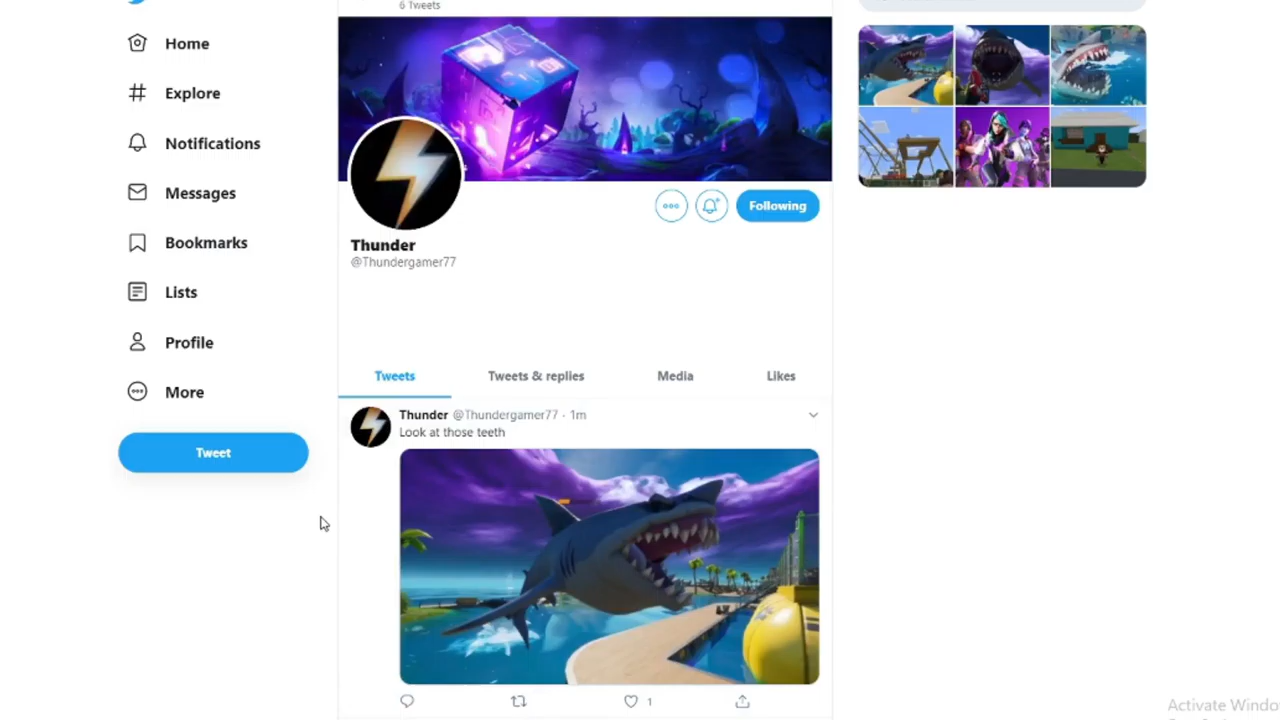 6 Tweets
Home
Explore
Notifications
Messages
Bookmarks
Lists
Profile
More
Tweet
Following
Thunder
@Thundergamer77
Tweets
Tweets & replies
Media
Likes
Thunder @Thundergamer77 · 1m
Look at those teeth
1
Activate Windo